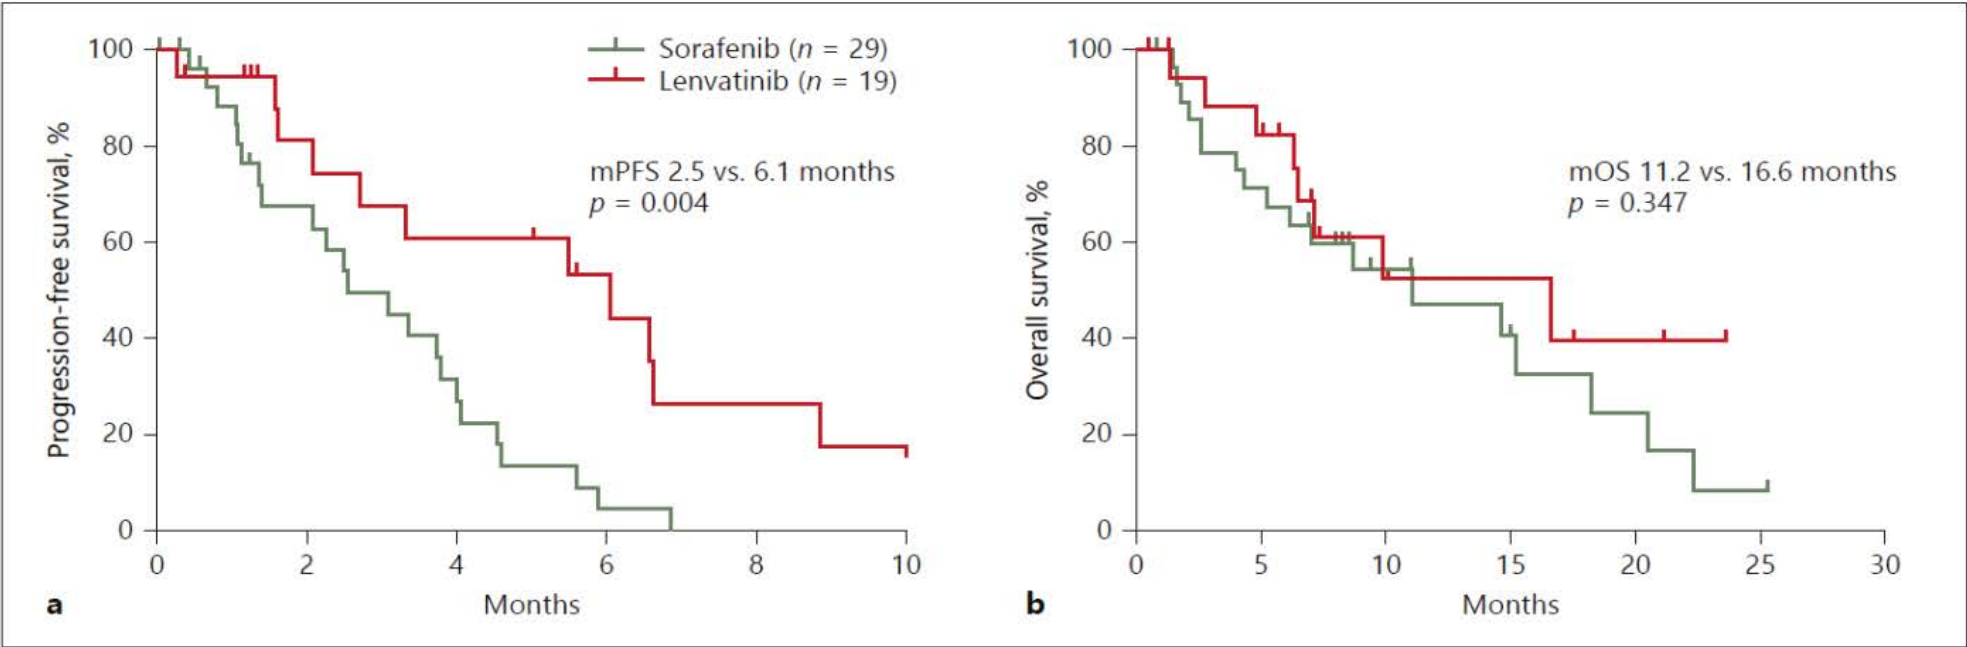 100
80
60
40
20
0
Progression-free survival, %
Sorafenib (n = 29)
Lenvatinib (n = 19)
mPFS 2.5 vs. 6.1 months
p = 0.004
0 2 4 6 8 10
Months
a
100
80
60
40
20
0
Overall survival, %
mOS 11.2 vs. 16.6 months
p = 0.347
0 5 10 15 20 25 30
Months
b